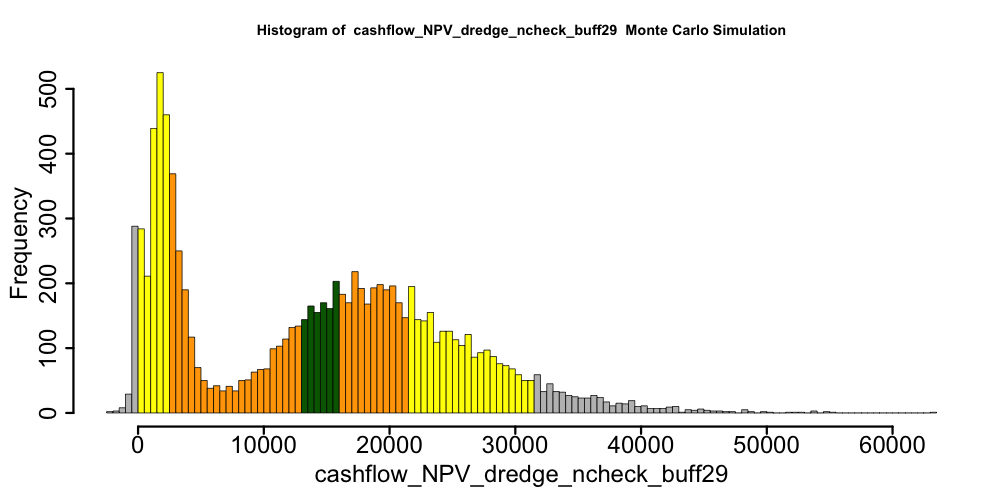 Histogram of cashflow_NPV_dredge_ncheck_buff29 Monte Carlo Simulation
Frequency
500
400
300
200
100
0
0 10000 20000 30000 40000 50000 60000
cashflow_NPV_dredge_ncheck_buff29